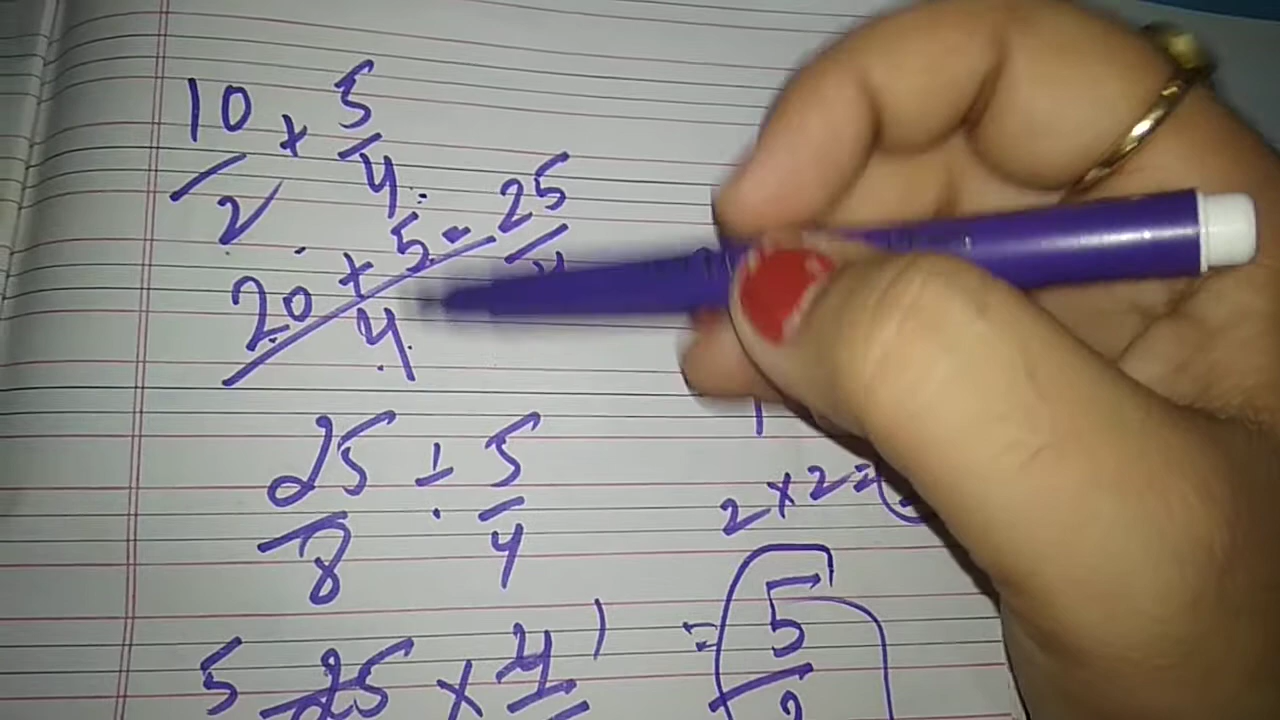 10/2 + 5/4
20 + 5/4 = 25/4
25/8 ÷ 5/4
2 × 2 =
5 25 × 4/ 1 = 5/2